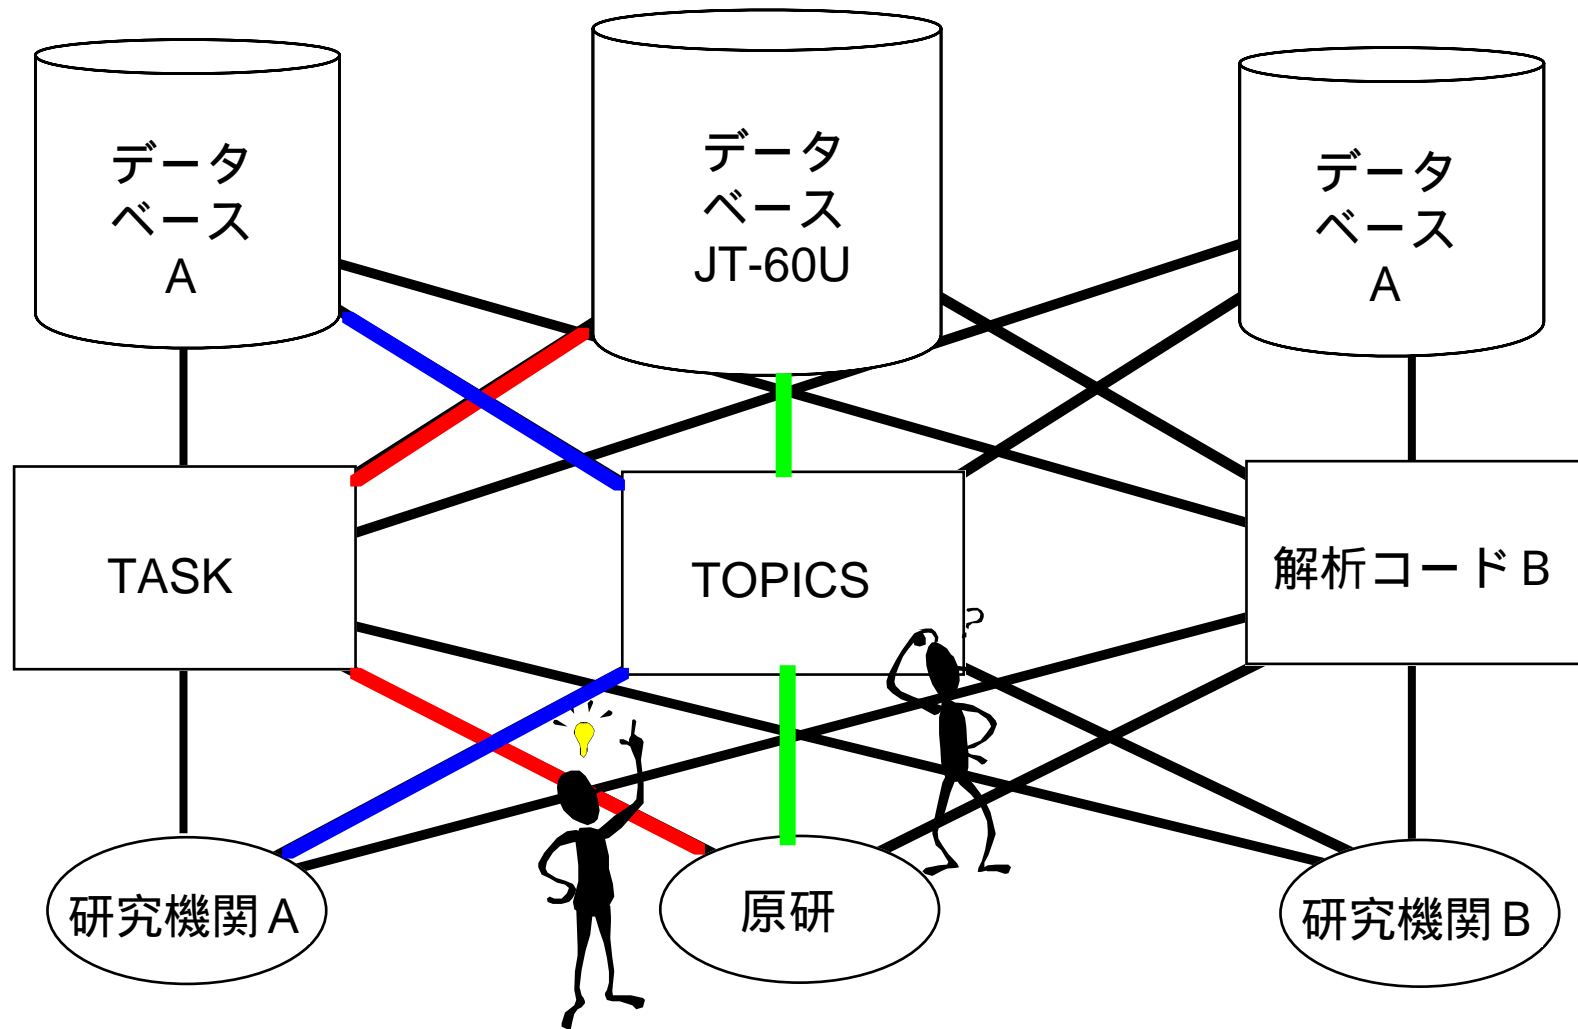 データ
ベース
A
データ
ベース
JT-60U
データ
ベース
A
TASK
TOPICS
解析コードB
?
研究機関A
原研
研究機関B